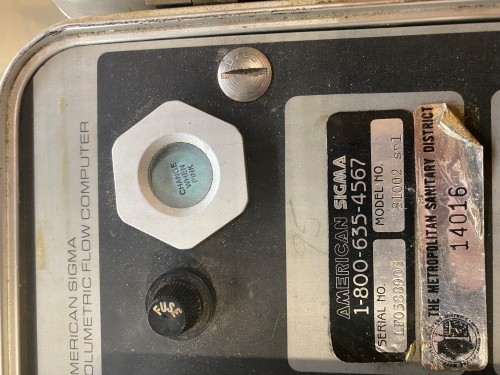 AMERICAN SIGMA
VOLUMETRIC FLOW COMPUTER
CHANGE
WHEN
PINK
FUSE
AMERICAN SIGMA
1-800-635-4567
SERIAL NO.
MODEL NO.
THE METROPOLITAN SANITARY DISTRICT
14016